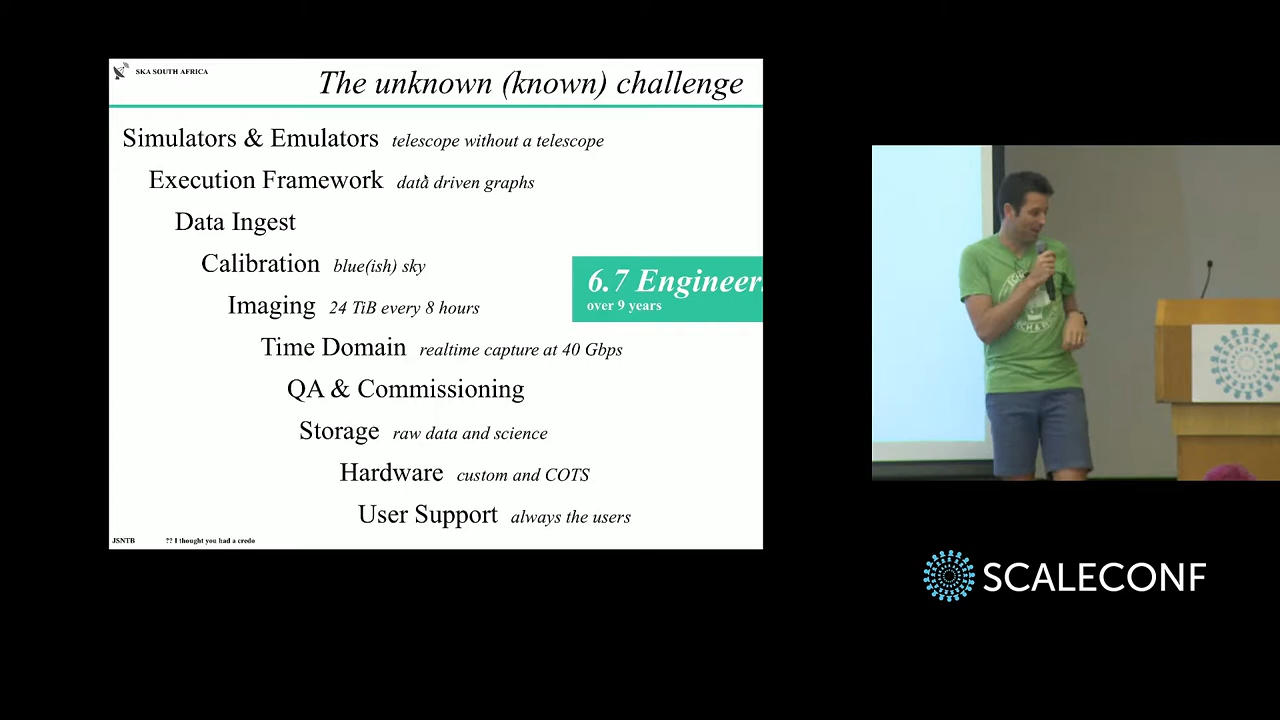 SKA SOUTH AFRICA
The unknown (known) challenge
Simulators & Emulators telescope without a telescope
Execution Framework data driven graphs
Data Ingest
Calibration blue(ish) sky
6.7 Engineer
over 9 years
Imaging 24 TiB every 8 hours
Time Domain realtime capture at 40 Gbps
QA & Commissioning
Storage raw data and science
Hardware custom and COTS
User Support always the users
JSNTB ?? I thought you had a credo
SCALECONF